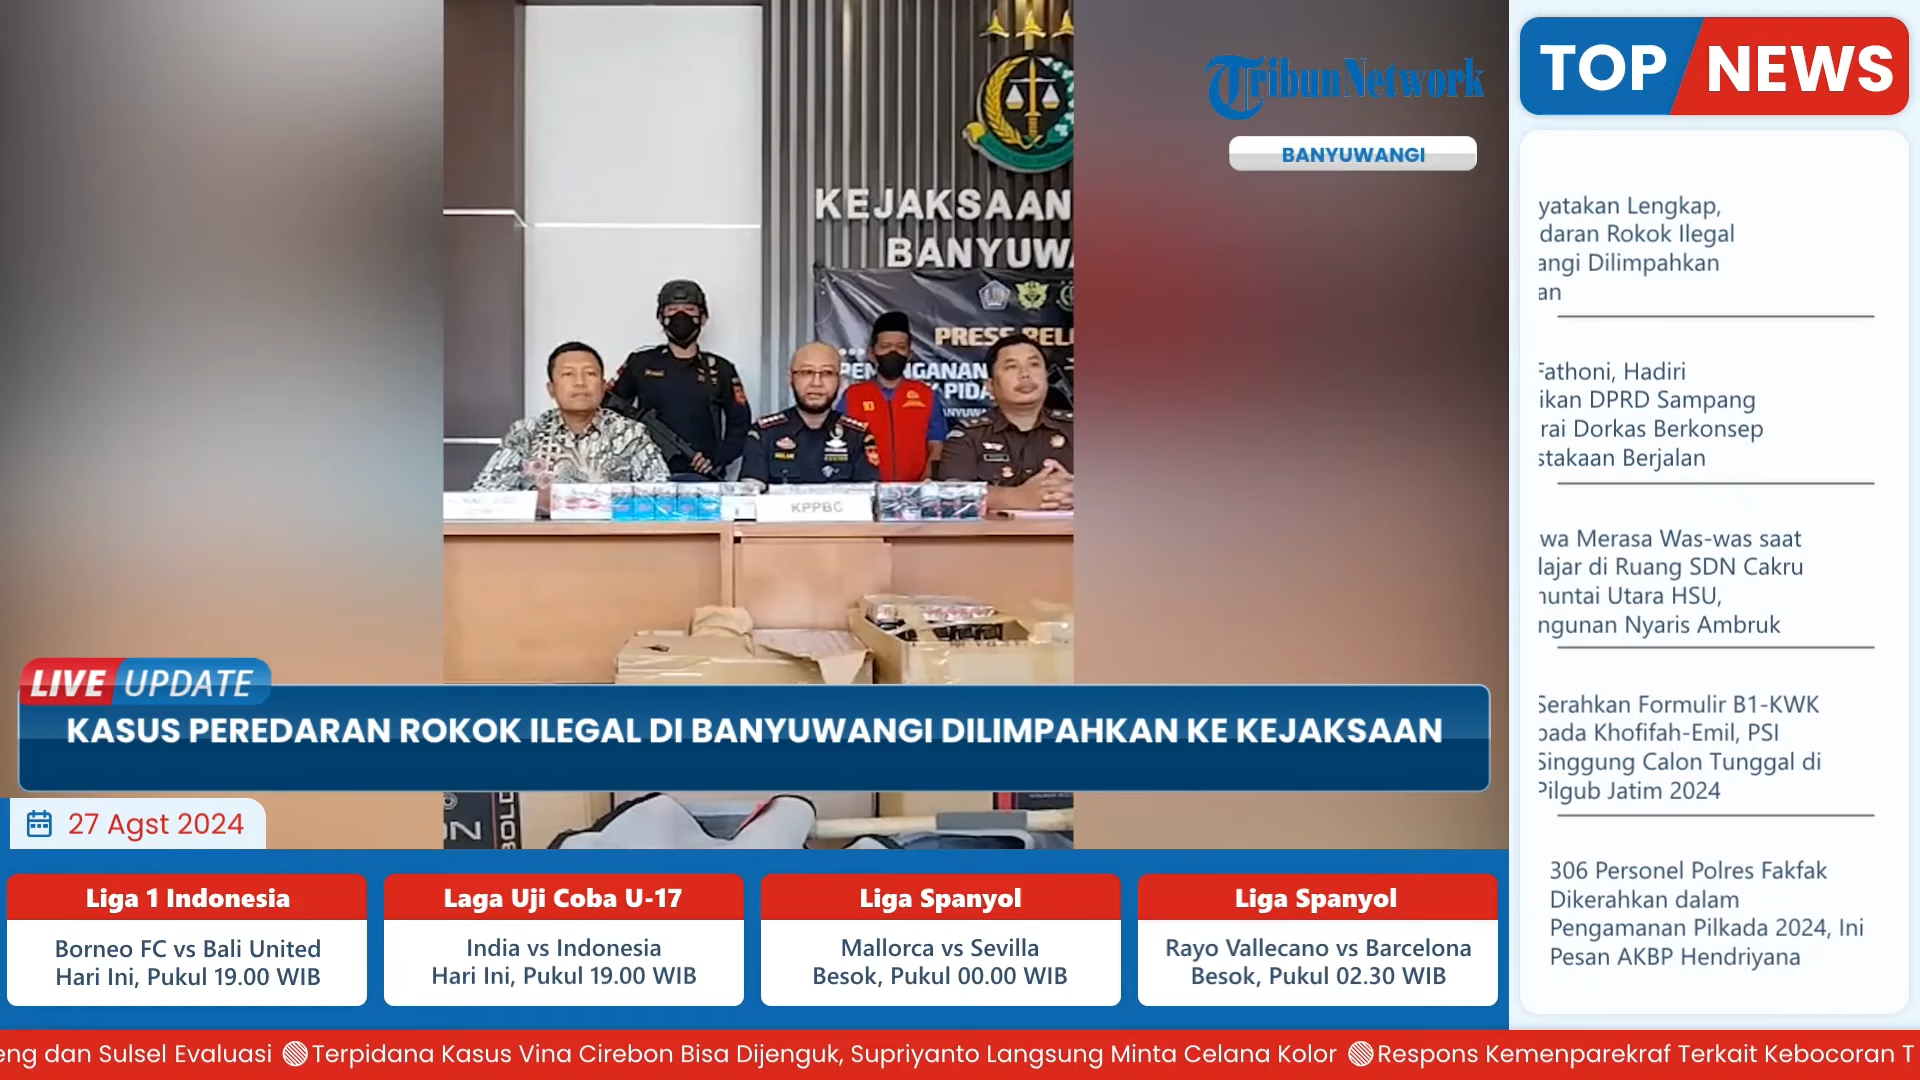 KEJAKSAAN
BANYUW
PRESS REL
KPPBC
BOLD
TribunNetwork
BANYUWANGI
LIVE UPDATE
KASUS PEREDARAN ROKOK ILEGAL DI BANYUWANGI DILIMPAHKAN KE KEJAKSAAN
27 Agst 2024
TOP NEWS
yatakan Lengkap,
daran Rokok Ilegal
angi Dilimpahkan
an
Fathoni, Hadiri
ikan DPRD Sampang
rai Dorkas Berkonsep
stakaan Berjalan
wa Merasa Was-was saat
lajar di Ruang SDN Cakru
nuntai Utara HSU,
ngunan Nyaris Ambruk
Serahkan Formulir B1-KWK
pada Khofifah-Emil, PSI
Singgung Calon Tunggal di
Pilgub Jatim 2024
306 Personel Polres Fakfak
Dikerahkan dalam
Pengamanan Pilkada 2024, Ini
Pesan AKBP Hendriyana
Liga 1 Indonesia
Borneo FC vs Bali United
Hari Ini, Pukul 19.00 WIB
Laga Uji Coba U-17
India vs Indonesia
Hari Ini, Pukul 19.00 WIB
Liga Spanyol
Mallorca vs Sevilla
Besok, Pukul 00.00 WIB
Liga Spanyol
Rayo Vallecano vs Barcelona
Besok, Pukul 02.30 WIB
eng dan Sulsel Evaluasi Terpidana Kasus Vina Cirebon Bisa Dijenguk, Supriyanto Langsung Minta Celana Kolor Respons Kemenparekraf Terkait Kebocoran T